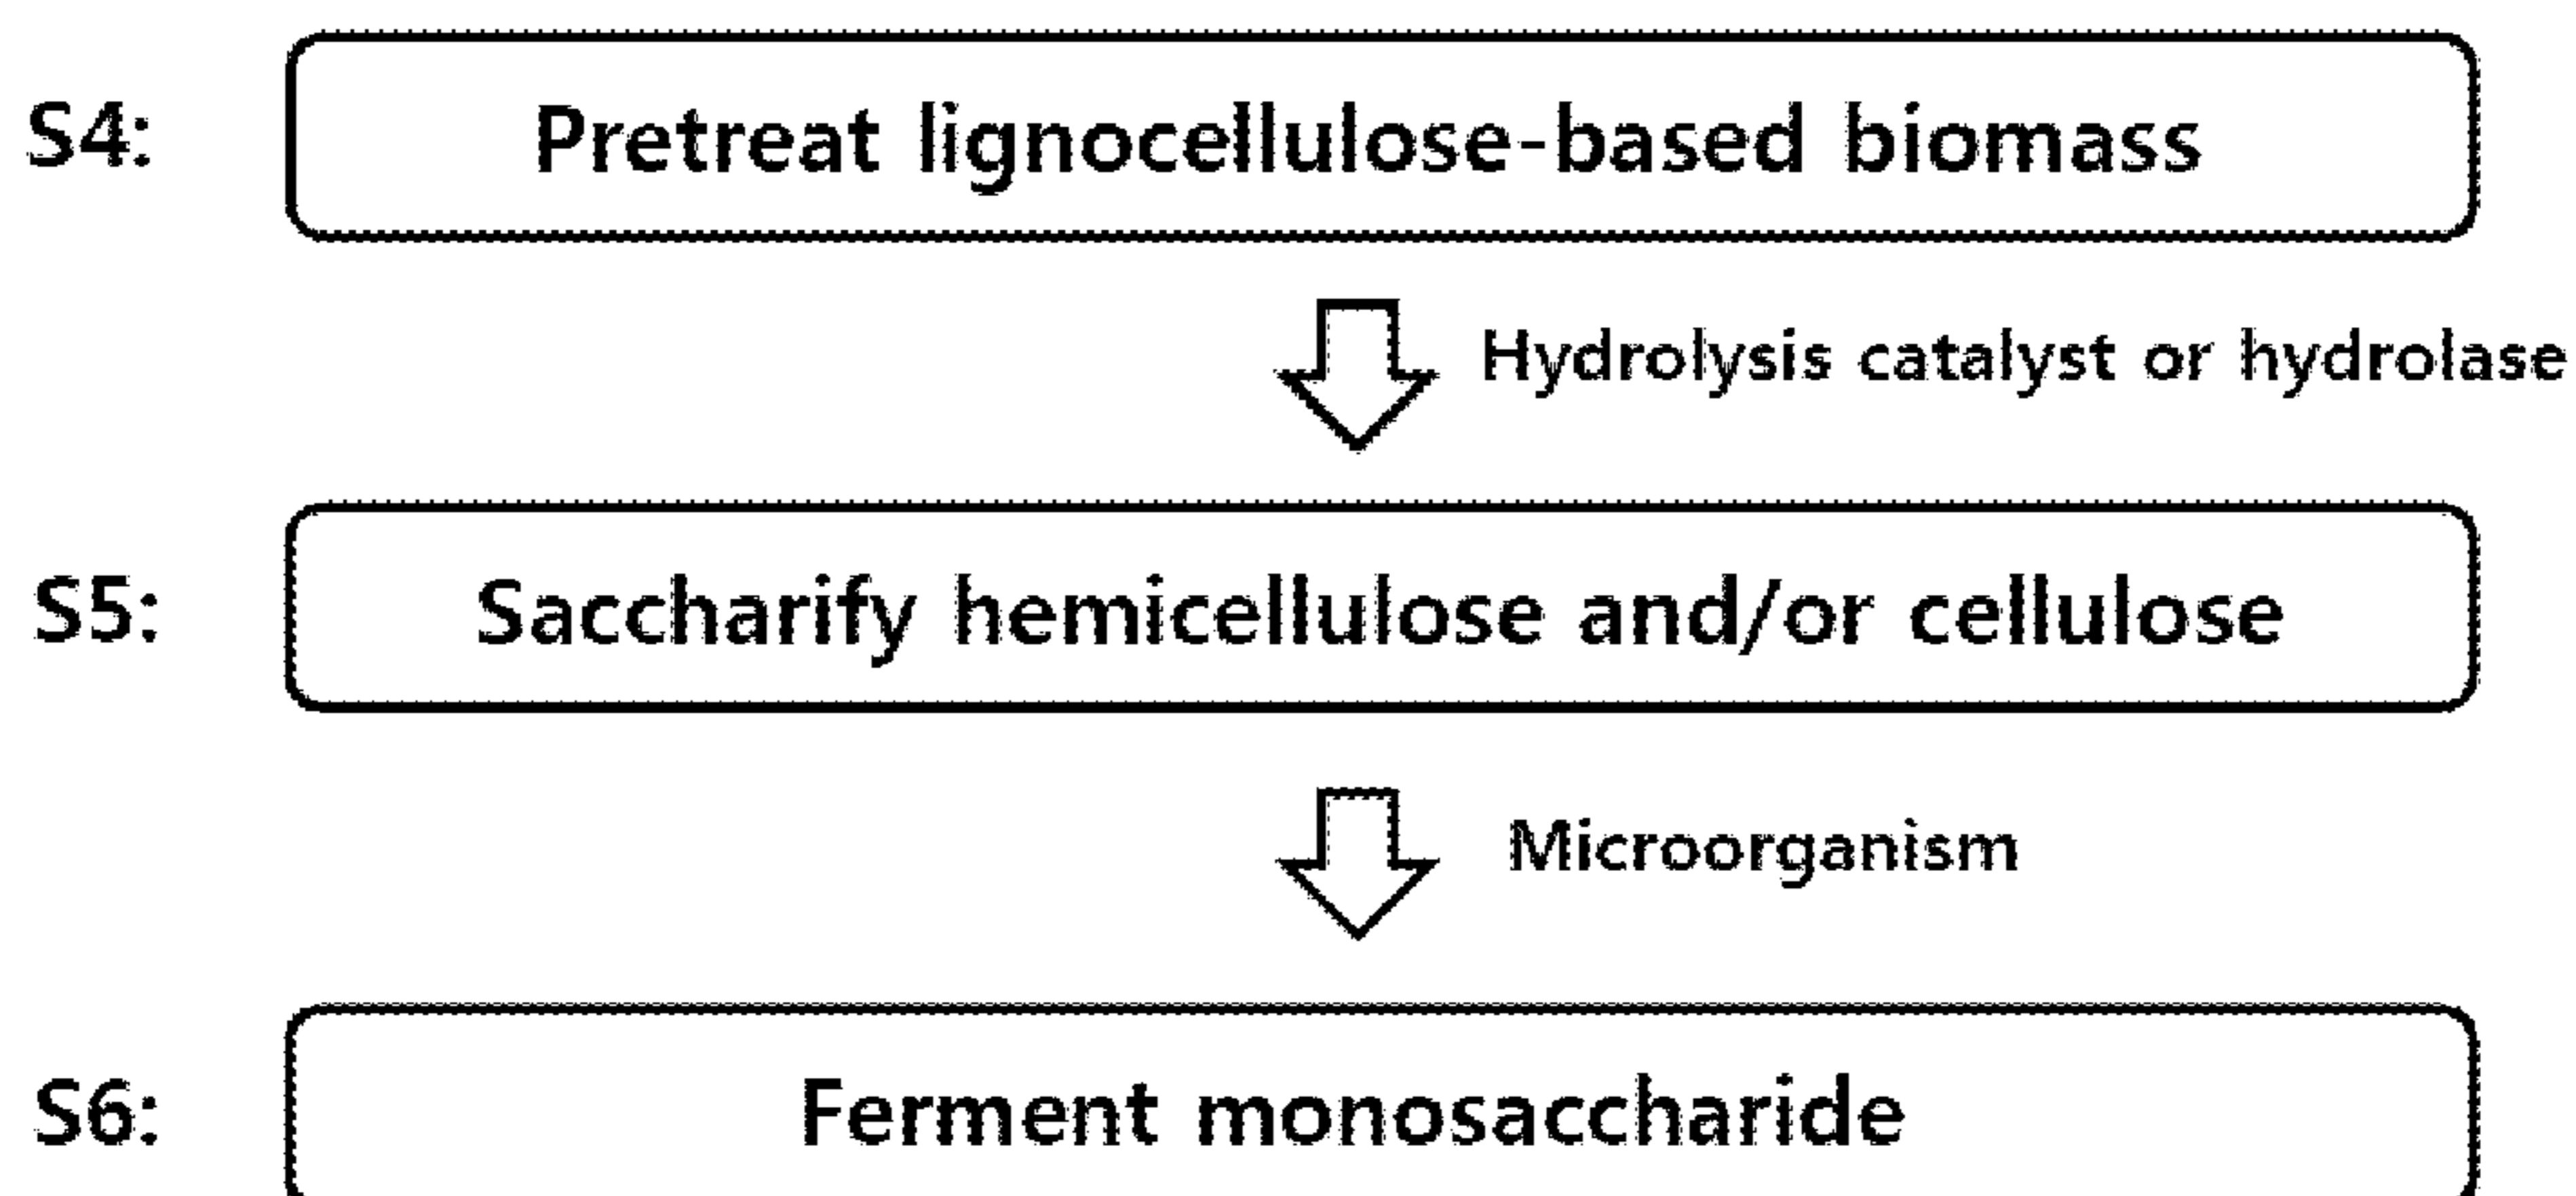 S4: Pretreat lignocellulose-based biomass
Hydrolysis catalyst or hydrolase
S5: Saccharify hemicellulose and/or cellulose
Microorganism
S6: Ferment monosaccharide